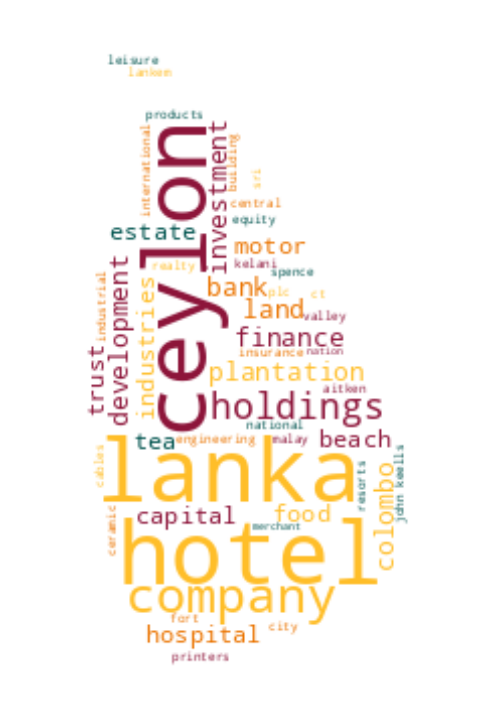 leisure
lankem
products
international
ceylon
investment
building
sri
central
equity
estate
motor
kelani
realty
spence
bank
plc
ct
industrial
development
industries
land
valley
trust
finance
insurance
nation
plantation
aitken
holdings
national
tea
engineering
malay
beach
cables
lanka
resorts
colombo
john keells
ceramic
capital
food
merchant
hotel
company
fort
city
hospital
printers